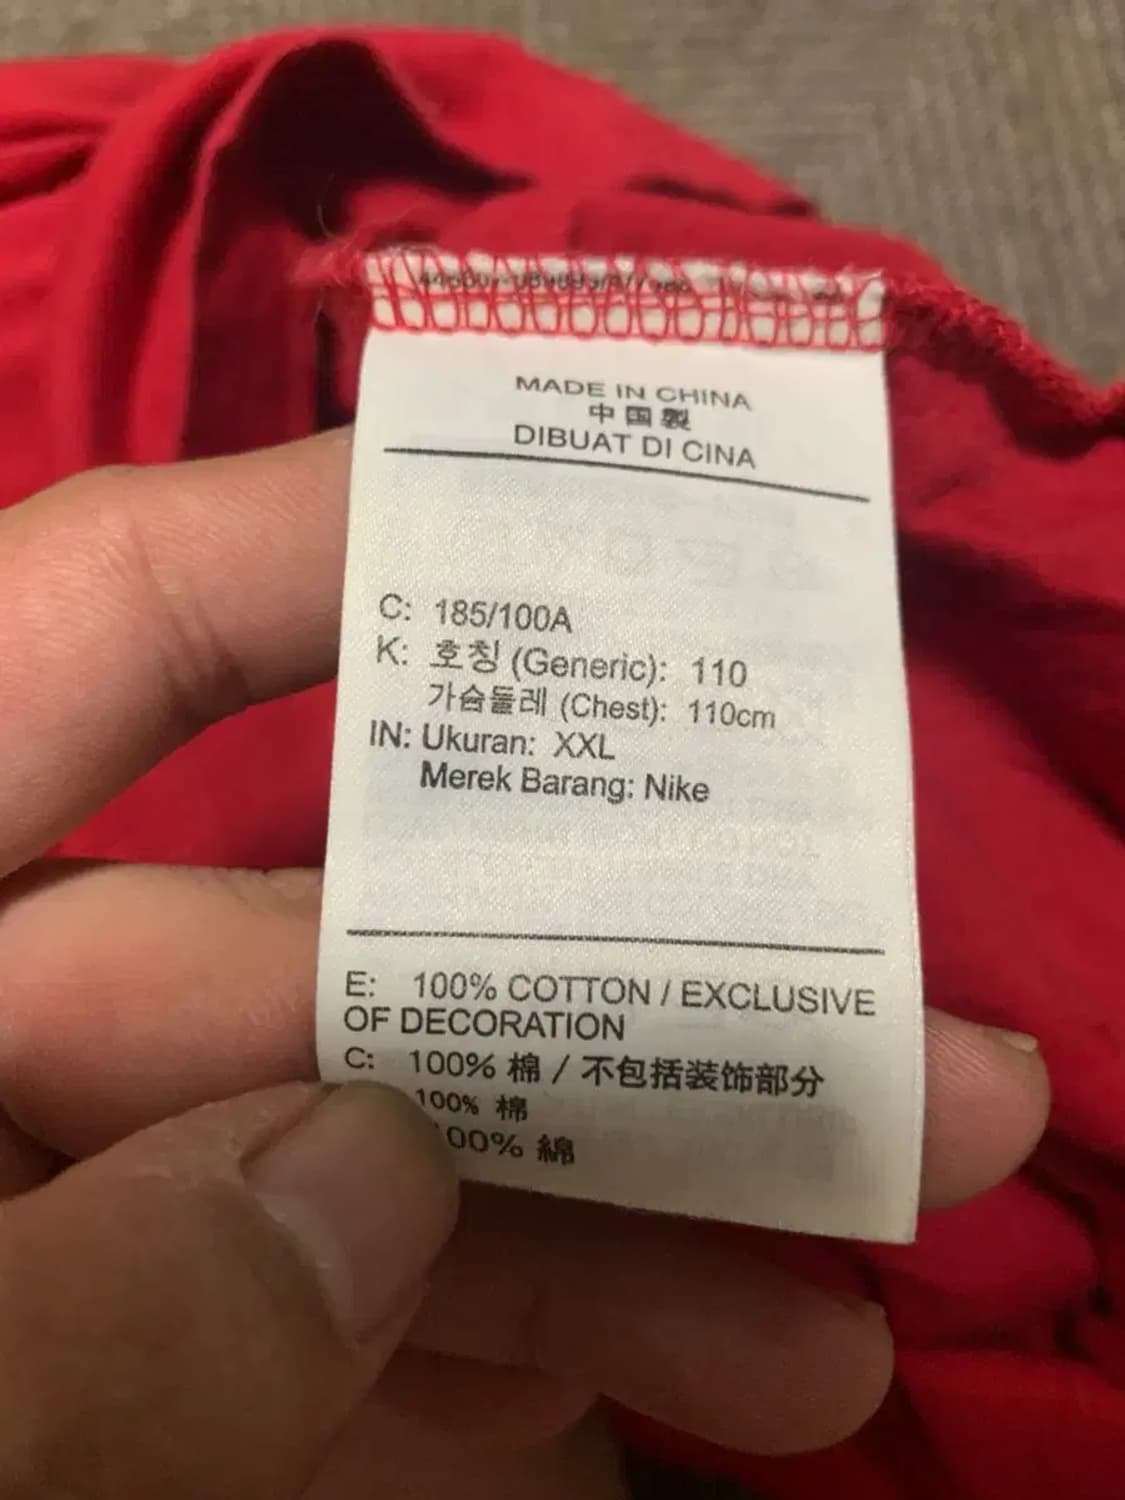 MADE IN CHINA
中国製
DIBUAT DI CINA
C: 185/100A
K: 호칭 (Generic): 110
가슴둘레 (Chest): 110cm
IN: Ukuran: XXL
Merek Barang: Nike
E: 100% COTTON / EXCLUSIVE
OF DECORATION
C: 100% 棉 / 不包括装饰部分
100% 棉
00% 綿